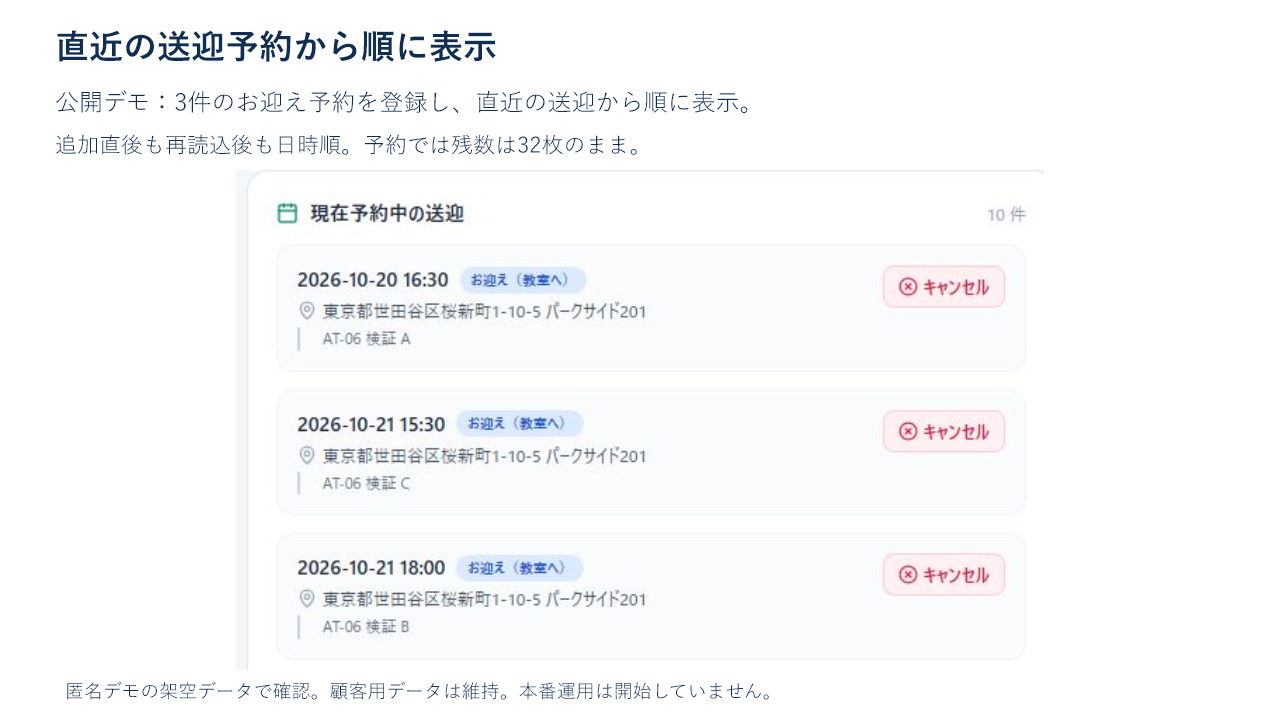 直近の送迎予約から順に表示
公開デモ：3件のお迎え予約を登録し、直近の送迎から順に表示。
追加直後も再読込後も日時順。予約では残数は32枚のまま。
現在予約中の送迎 10 件
2026-10-20 16:30 お迎え（教室へ） キャンセル
東京都世田谷区桜新町1-10-5 パークサイド201
AT-06 検証 A
2026-10-21 15:30 お迎え（教室へ） キャンセル
東京都世田谷区桜新町1-10-5 パークサイド201
AT-06 検証 C
2026-10-21 18:00 お迎え（教室へ） キャンセル
東京都世田谷区桜新町1-10-5 パークサイド201
AT-06 検証 B
匿名デモの架空データで確認。顧客用データは維持。本番運用は開始していません。